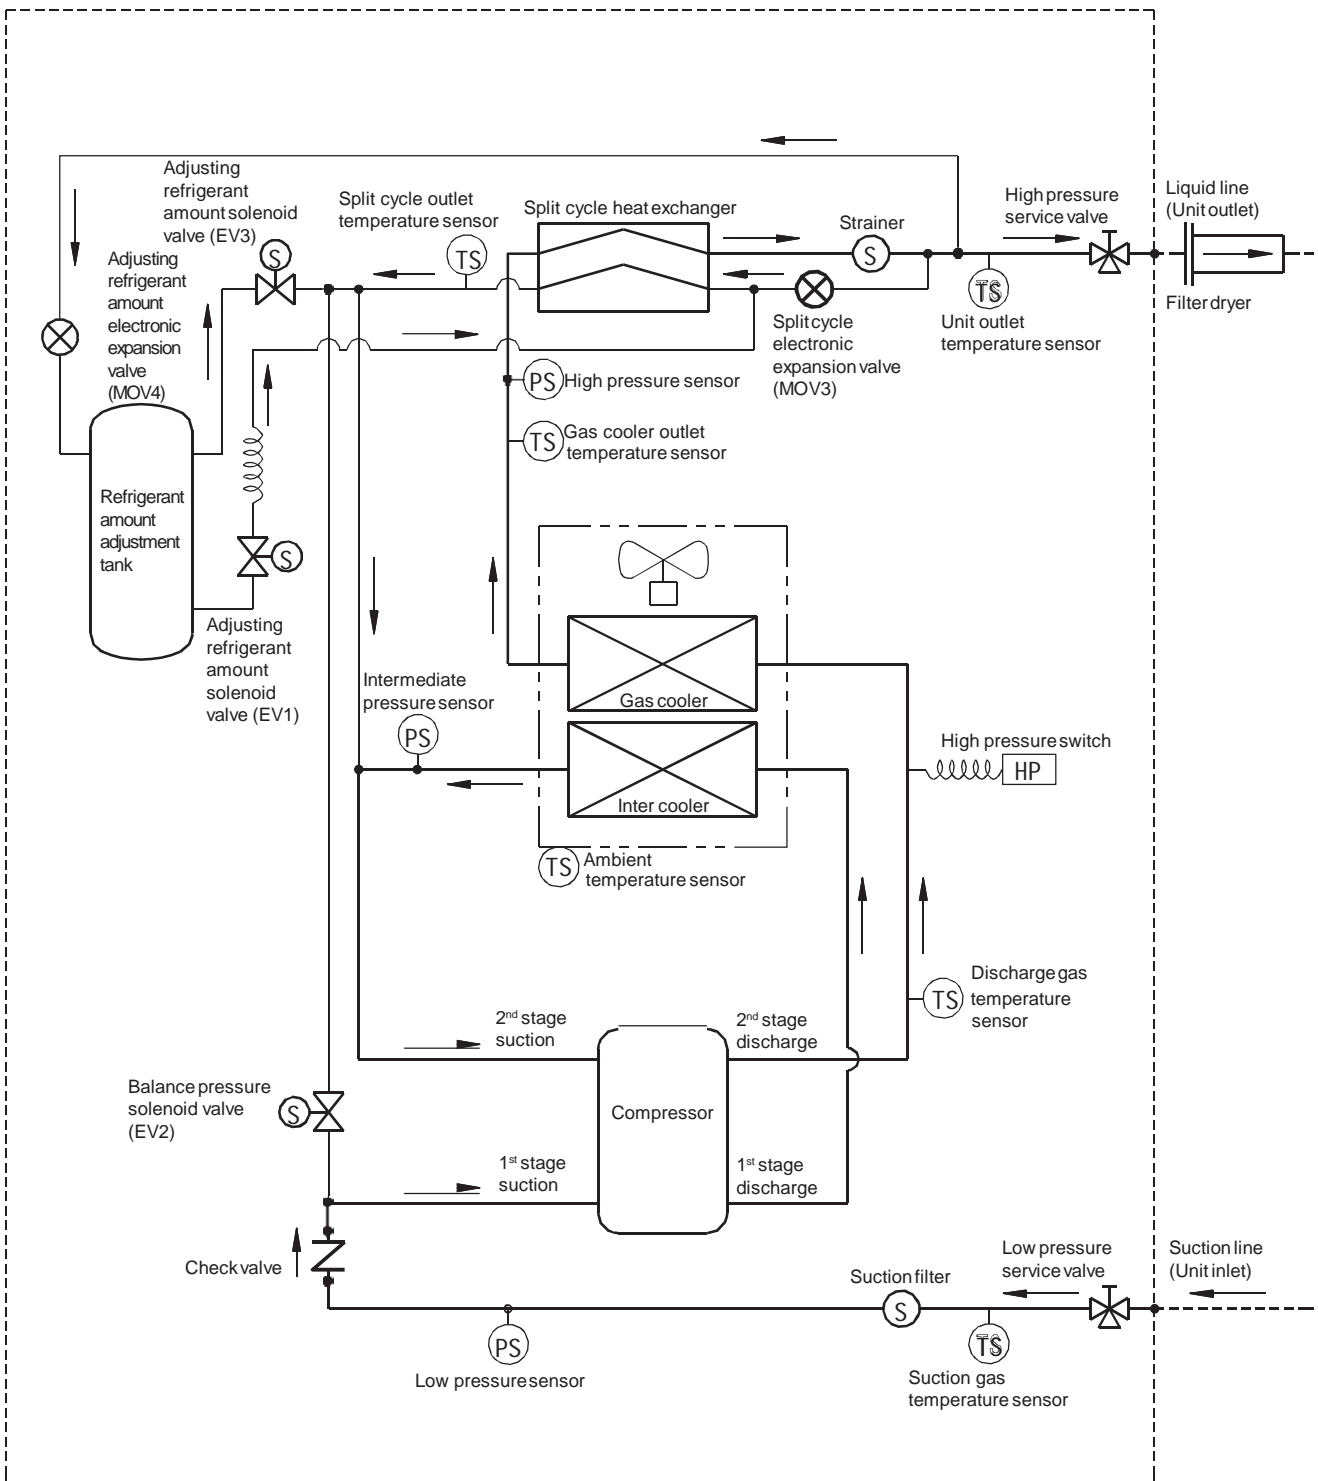 Adjusting
refrigerant
amount solenoid
valve (EV3)
S
Split cycle outlet
temperature sensor
TS
Split cycle heat exchanger
Strainer
S
High pressure
service valve
Liquid line
(Unit outlet)
Filter dryer
Adjusting
refrigerant
amount
electronic
expansion
valve
(MOV4)
Split cycle
electronic
expansion valve
(MOV3)
TS
Unit outlet
temperature sensor
PS High pressure sensor
TS Gas cooler outlet
temperature sensor
Refrigerant
amount
adjustment
tank
S
Adjusting
refrigerant
amount
solenoid
valve (EV1)
Intermediate
pressure sensor
PS
Gas cooler
Inter cooler
High pressure switch
HP
TS Ambient
temperature sensor
TS
Discharge gas
temperature
sensor
2nd stage
suction
2nd stage
discharge
Compressor
Balance pressure
solenoid valve
(EV2)
S
1st stage
suction
1st stage
discharge
Check valve
Suction filter
S
Low pressure
service valve
Suction line
(Unit inlet)
PS
Low pressure sensor
TS
Suction gas
temperature sensor